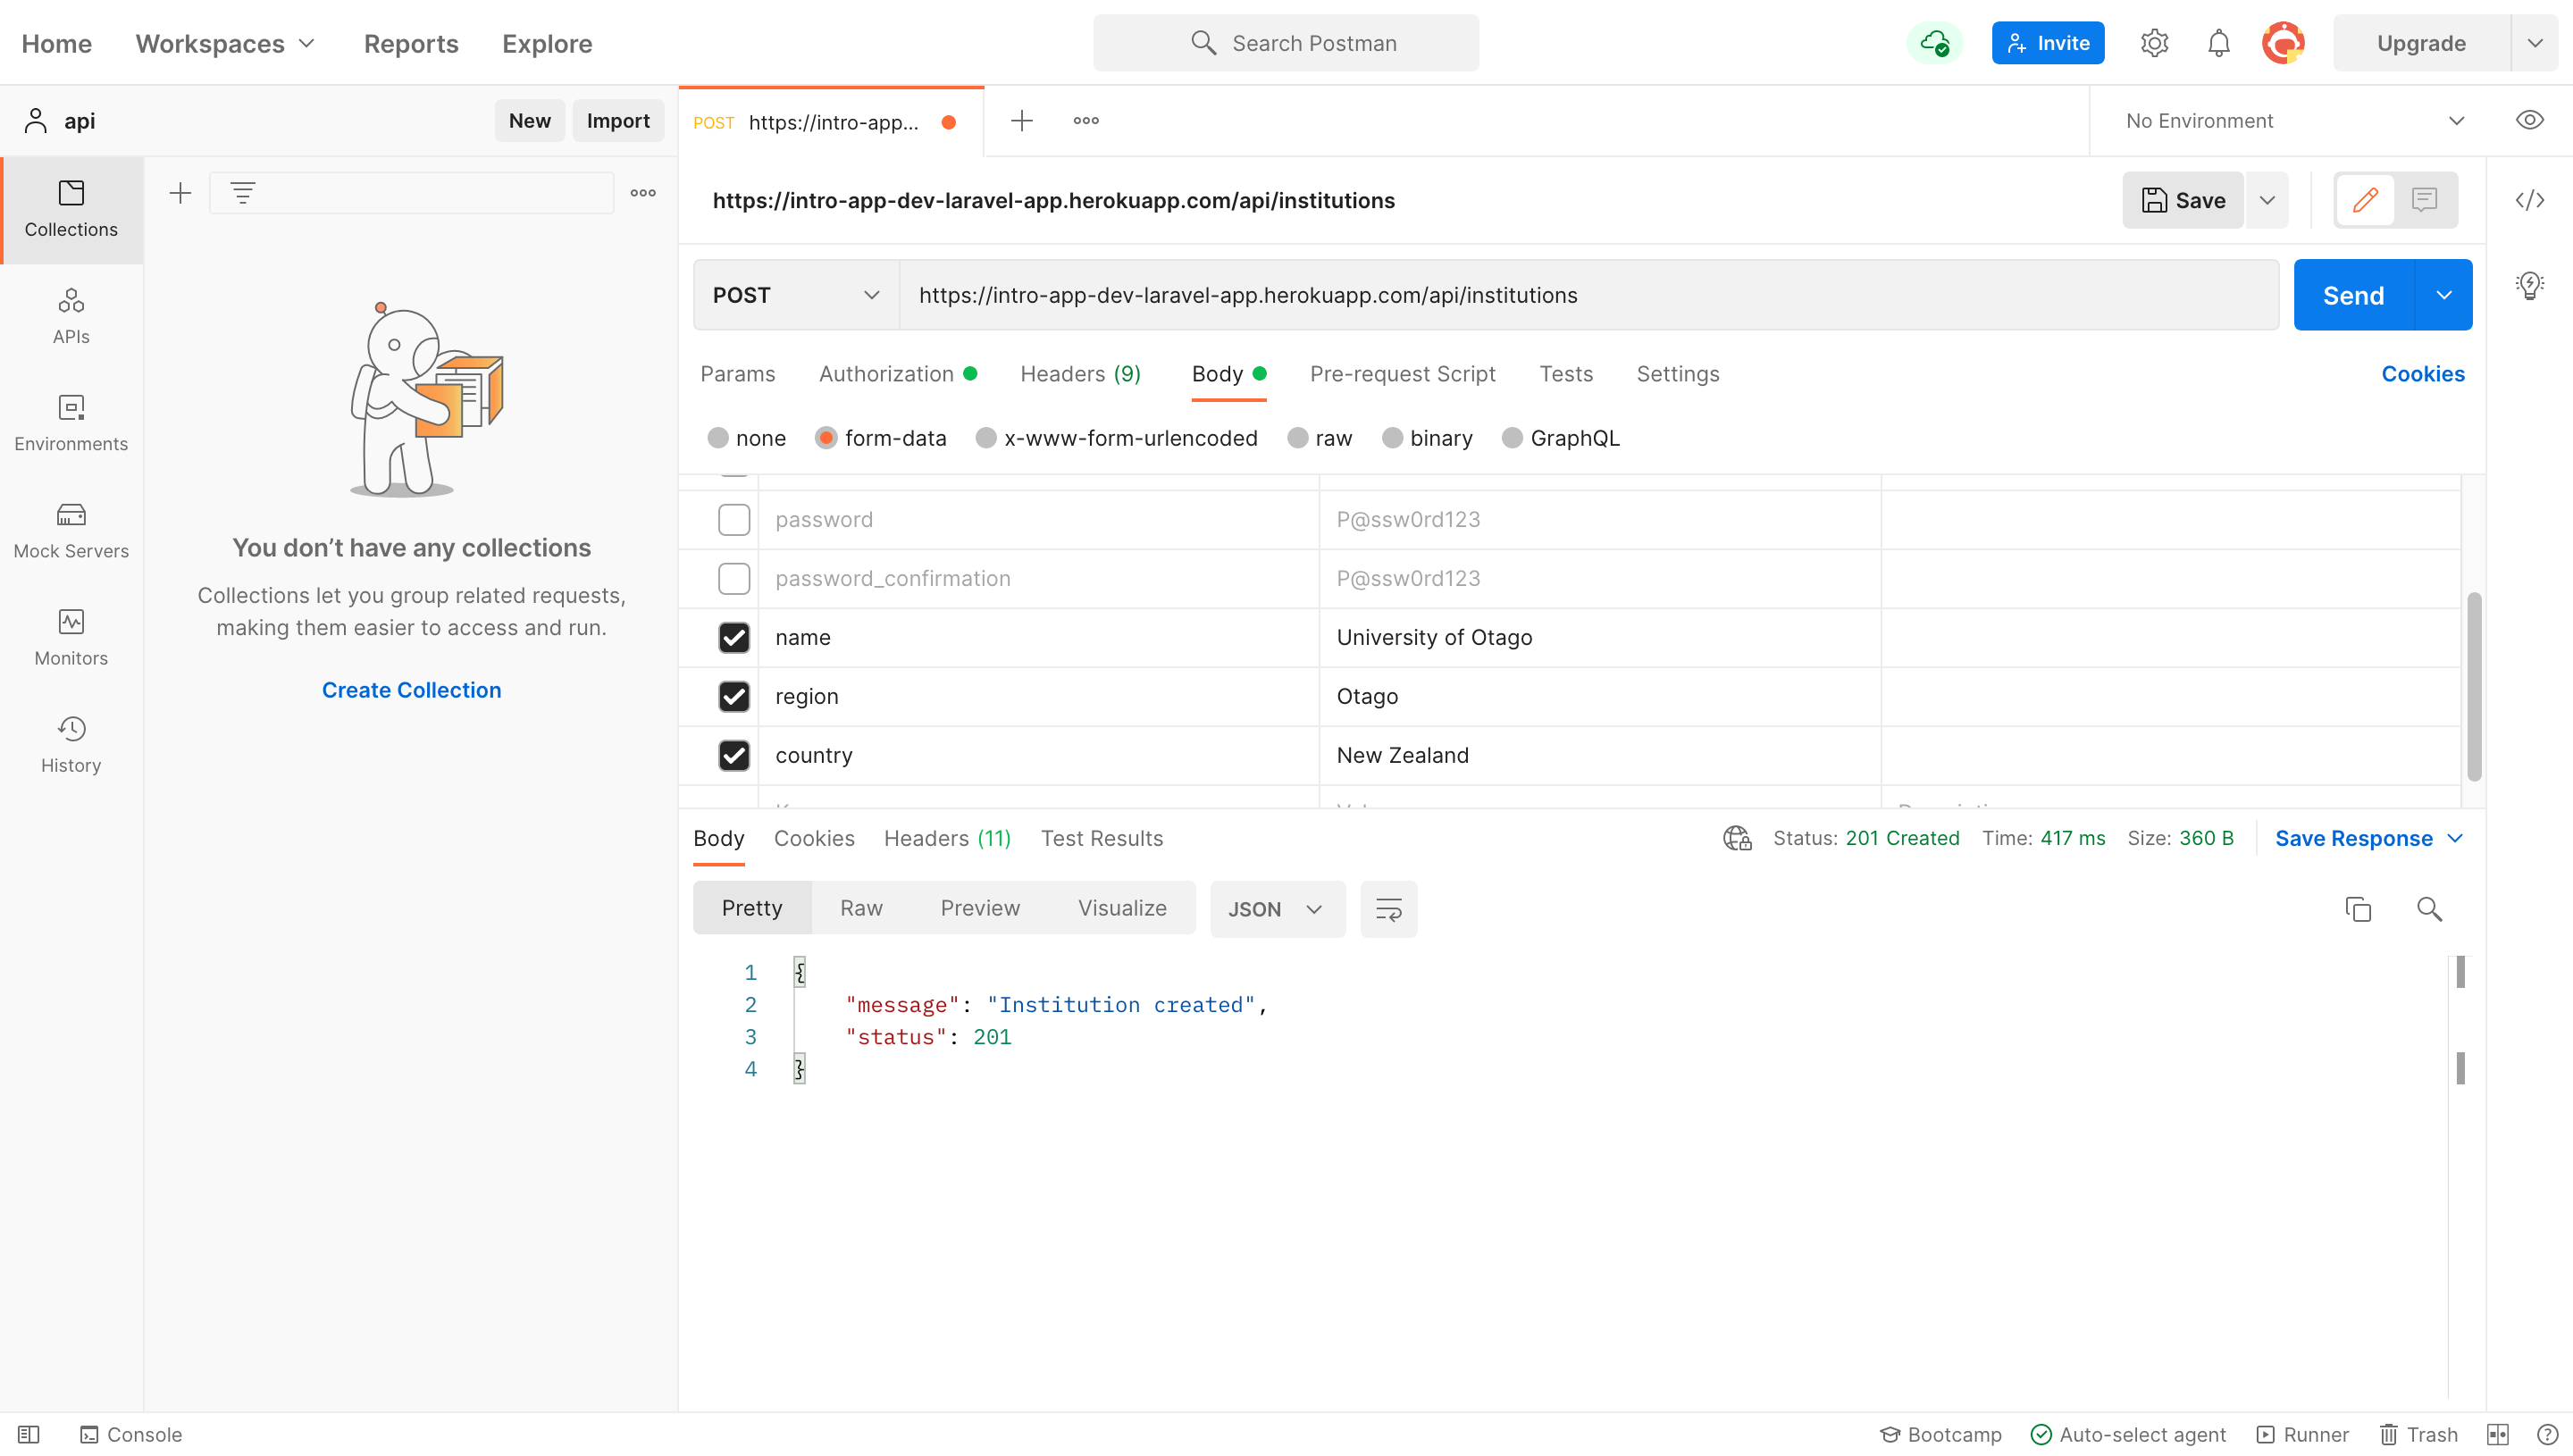 Home Workspaces Reports Explore Search Postman Invite Upgrade
api New Import POST https://intro-app... No Environment
Collections
https://intro-app-dev-laravel-app.herokuapp.com/api/institutions Save
APIs
POST https://intro-app-dev-laravel-app.herokuapp.com/api/institutions Send
Params Authorization Headers (9) Body Pre-request Script Tests Settings Cookies
Environments
none form-data x-www-form-urlencoded raw binary GraphQL
password P@ssw0rd123
Mock Servers
You don’t have any collections
password_confirmation P@ssw0rd123
Collections let you group related requests,
making them easier to access and run.
name University of Otago
Monitors
Create Collection
region Otago
History
country New Zealand
Body Cookies Headers (11) Test Results Status: 201 Created Time: 417 ms Size: 360 B Save Response
Pretty Raw Preview Visualize JSON
1 {
2 "message": "Institution created",
3 "status": 201
4 }
Console Bootcamp Auto-select agent Runner Trash